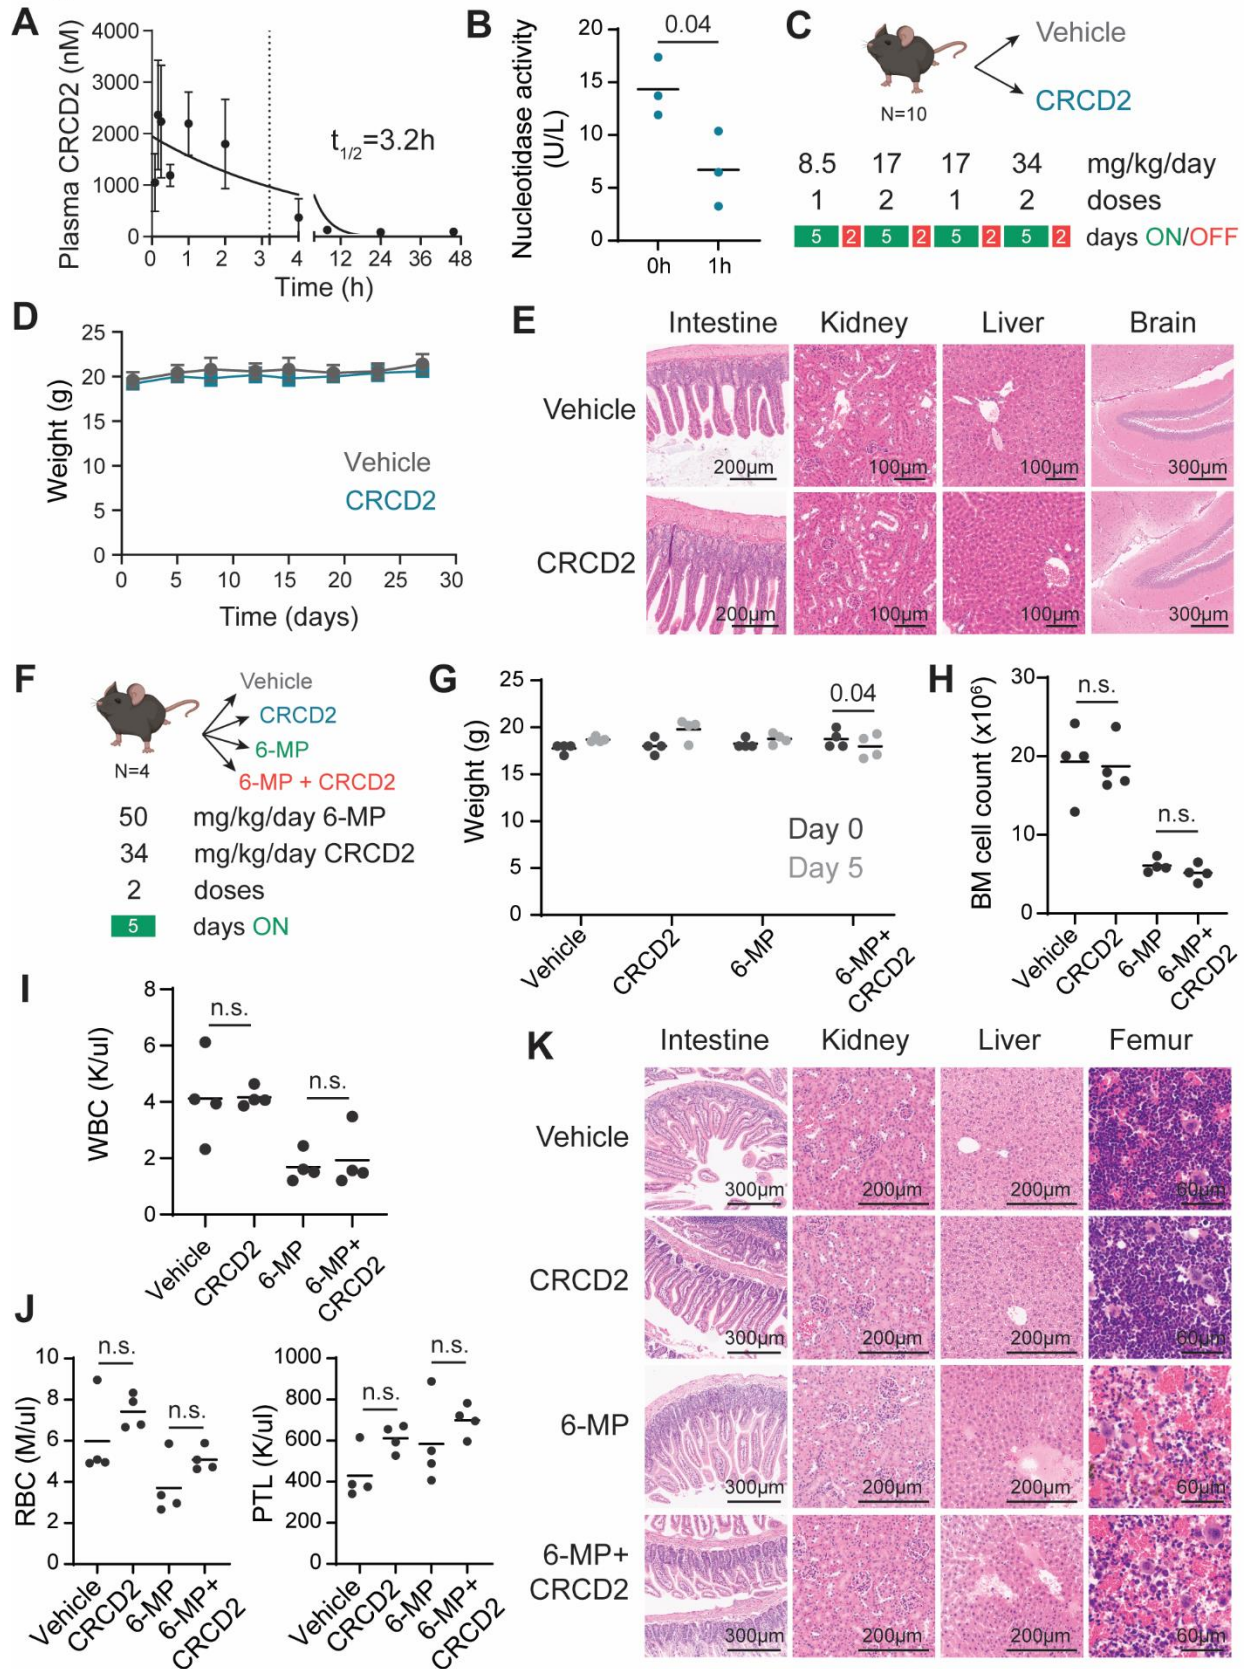 A
Plasma CRCD2 (nM)
4000
3000
2000
1000
0
t1/2=3.2h
0 1 2 3 4 12 24 36 48
Time (h)
B
Nucleotidase activity
(U/L)
20
15
10
5
0
0.04
0h 1h
C
N=10
Vehicle
CRCD2
8.5 17 17 34 mg/kg/day
1 2 1 2 doses
5 2 5 2 5 2 5 2 days ON/OFF
D
Weight (g)
25
20
15
10
5
0
Vehicle
CRCD2
0 5 10 15 20 25 30
Time (days)
E
Intestine Kidney Liver Brain
Vehicle
200µm 100µm 100µm 300µm
CRCD2
200µm 100µm 100µm 300µm
F
N=4
Vehicle
CRCD2
6-MP
6-MP + CRCD2
50 mg/kg/day 6-MP
34 mg/kg/day CRCD2
2 doses
5 days ON
G
Weight (g)
25
20
15
10
5
0
0.04
Day 0
Day 5
Vehicle
CRCD2
6-MP
6-MP+
CRCD2
H
BM cell count (x10⁶)
30
20
10
0
n.s.
n.s.
Vehicle
CRCD2
6-MP
6-MP+
CRCD2
I
WBC (K/ul)
8
6
4
2
0
n.s.
n.s.
Vehicle
CRCD2
6-MP
6-MP+
CRCD2
J
RBC (M/ul)
10
8
6
4
2
0
n.s.
n.s.
Vehicle
CRCD2
6-MP
6-MP+
CRCD2
PTL (K/ul)
1000
800
600
400
200
0
n.s.
n.s.
Vehicle
CRCD2
6-MP
6-MP+
CRCD2
K
Intestine Kidney Liver Femur
Vehicle
300µm 200µm 200µm 60µm
CRCD2
300µm 200µm 200µm 60µm
6-MP
300µm 200µm 200µm 60µm
6-MP+
CRCD2
300µm 200µm 200µm 60µm